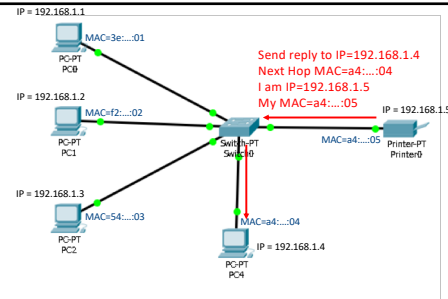 IP = 192.168.1.1
MAC=3e:...:01
PC-PT
PC0
Send reply to IP=192.168.1.4
Next Hop MAC=a4:...:04
I am IP=192.168.1.5
My MAC=a4:...:05
IP = 192.168.1.2
MAC=f2:...:02
PC-PT
PC1
IP = 192.168.1.5
Switch-PT
Switch0
MAC=a4:...:05
Printer-PT
Printer0
IP = 192.168.1.3
MAC=54:...:03
PC-PT
PC2
MAC=a4:...:04
IP = 192.168.1.4
PC-PT
PC4